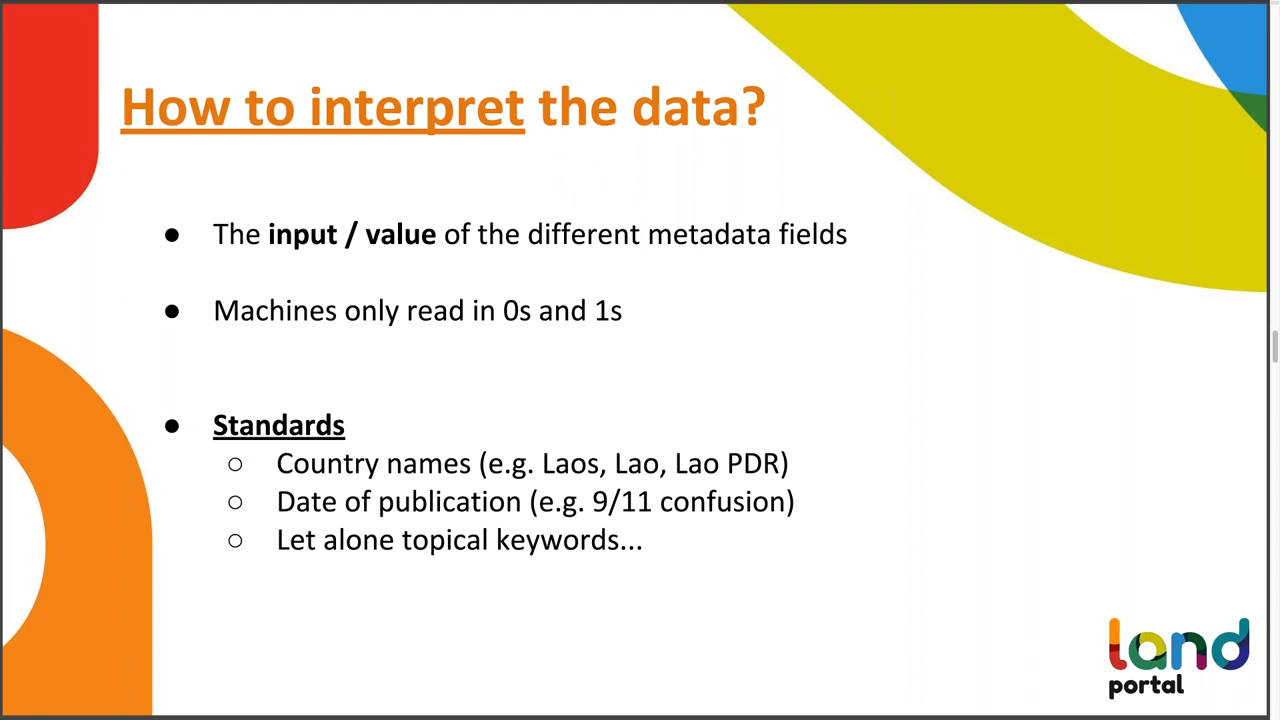 How to interpret the data?
● The input / value of the different metadata fields
● Machines only read in 0s and 1s
● Standards
○ Country names (e.g. Laos, Lao, Lao PDR)
○ Date of publication (e.g. 9/11 confusion)
○ Let alone topical keywords...
land
portal